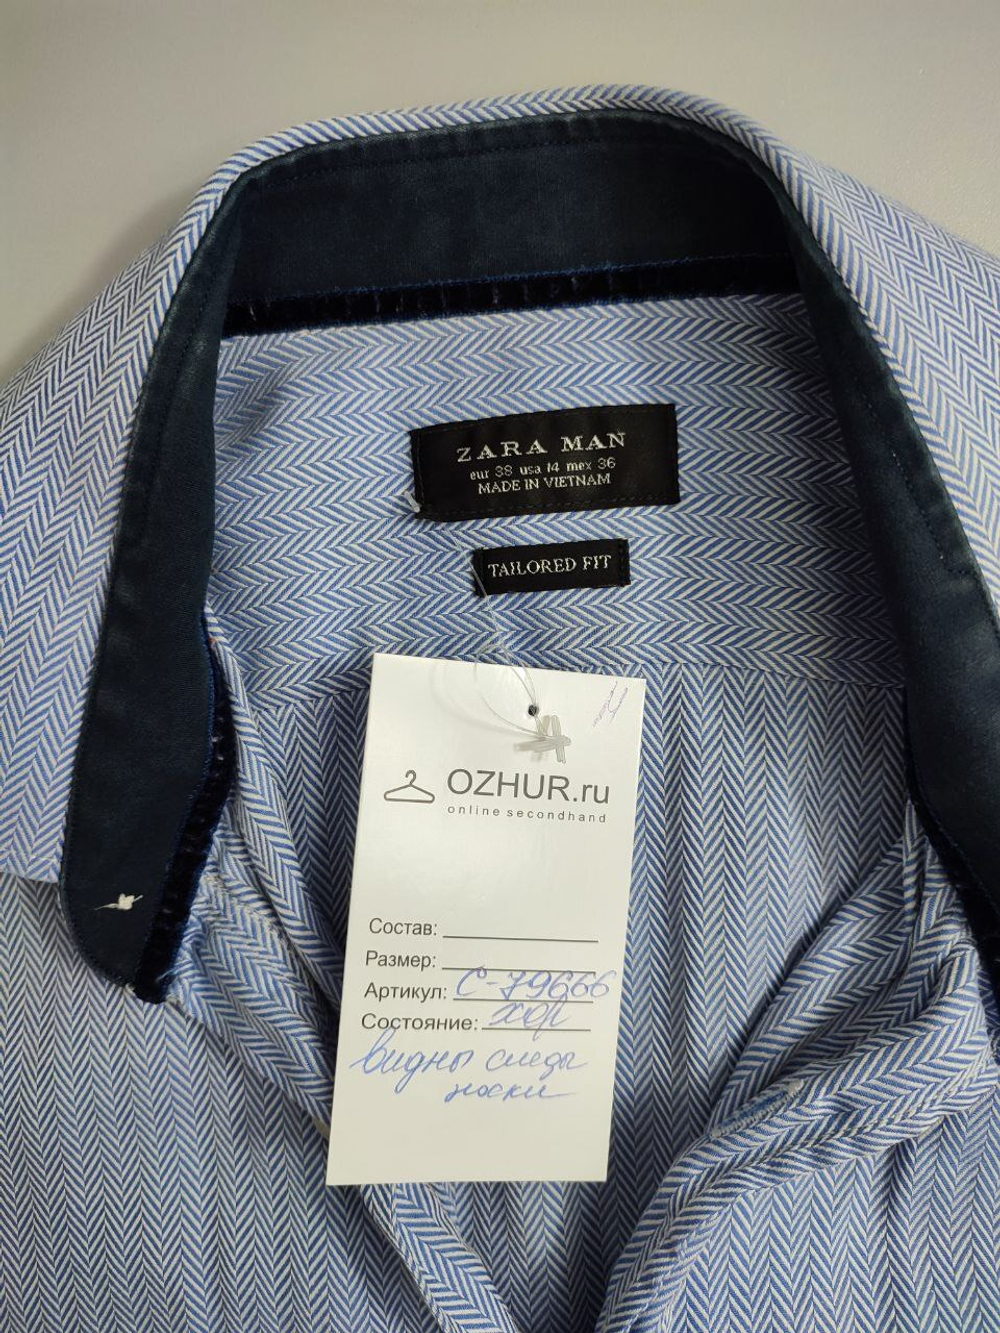 ZARA MAN
eur 38 usa 14 mex 36
MADE IN VIETNAM
TAILORED FIT
OZHUR.ru
online secondhand
Состав:
Размер:
Артикул: С-79666
Состояние: хор
видны следы
носки